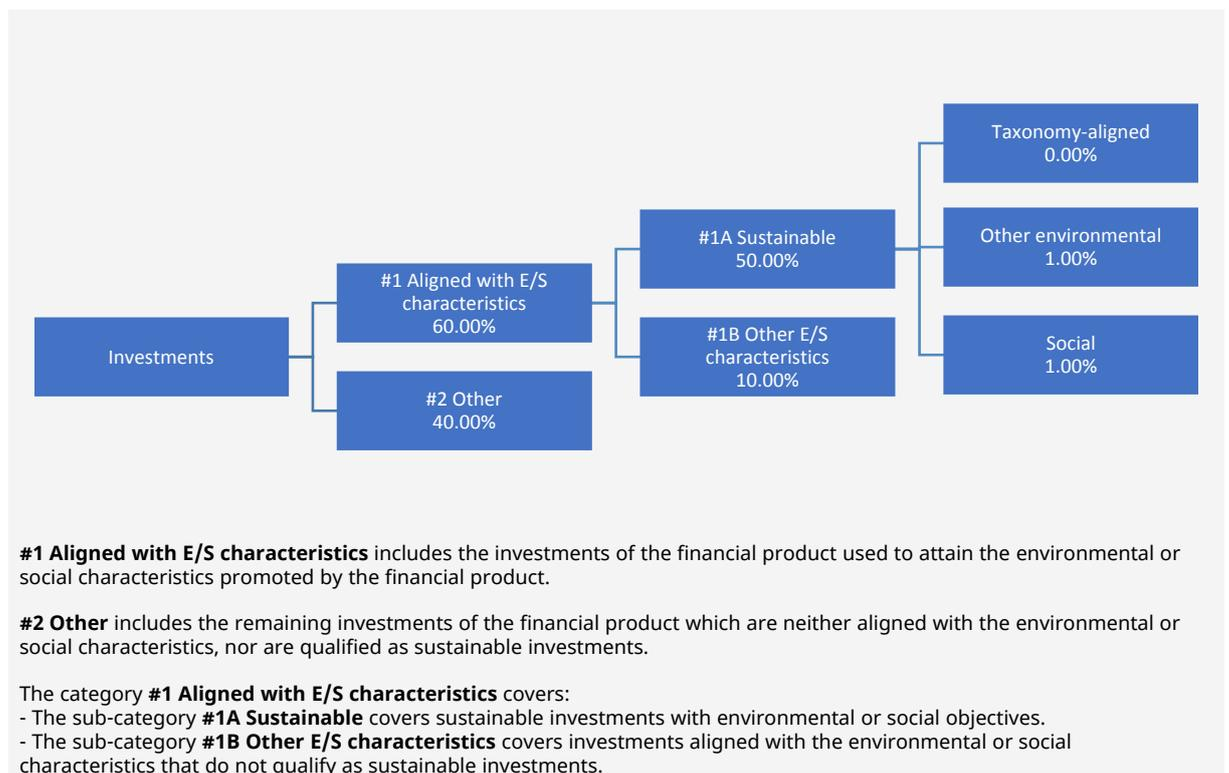 Taxonomy-aligned
0.00%
#1A Sustainable
50.00%
Other environmental
1.00%
#1 Aligned with E/S
characteristics
60.00%
Investments
#1B Other E/S
characteristics
10.00%
Social
1.00%
#2 Other
40.00%
#1 Aligned with E/S characteristics includes the investments of the financial product used to attain the environmental or
social characteristics promoted by the financial product.
#2 Other includes the remaining investments of the financial product which are neither aligned with the environmental or
social characteristics, nor are qualified as sustainable investments.
The category #1 Aligned with E/S characteristics covers:
- The sub-category #1A Sustainable covers sustainable investments with environmental or social objectives.
- The sub-category #1B Other E/S characteristics covers investments aligned with the environmental or social
characteristics that do not qualify as sustainable investments.